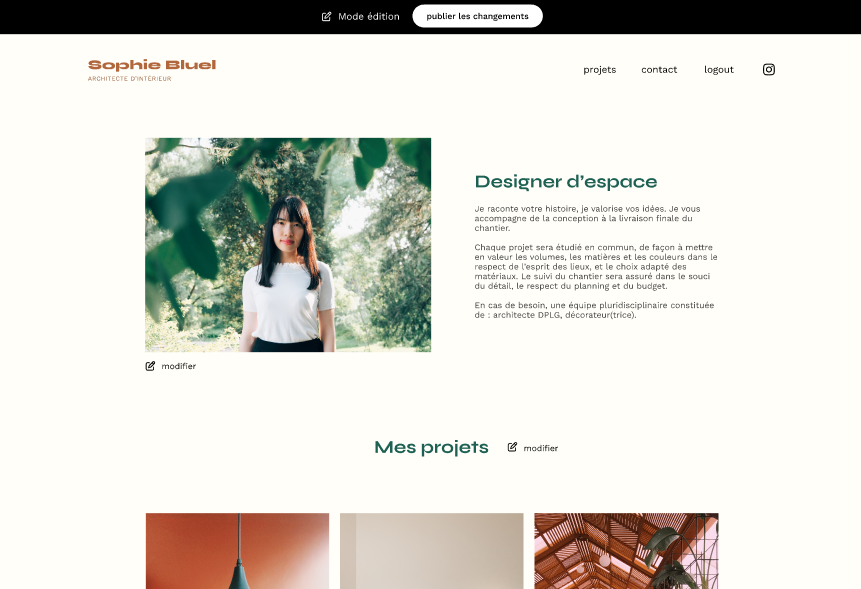 Mode édition
publier les changements
Sophie Bluel
ARCHITECTE D'INTÉRIEUR
projets
contact
logout
Designer d'espace
Je raconte votre histoire, je valorise vos idées. Je vous
accompagne de la conception à la livraison finale du
chantier.
Chaque projet sera étudié en commun, de façon à mettre
en valeur les volumes, les matières et les couleurs dans le
respect de l'esprit des lieux, et le choix adapté des
matériaux. Le suivi du chantier sera assuré dans le souci
du détail, le respect du planning et du budget.
En cas de besoin, une équipe pluridisciplinaire constituée
de : architecte DPLG, décorateur(trice).
modifier
Mes projets
modifier